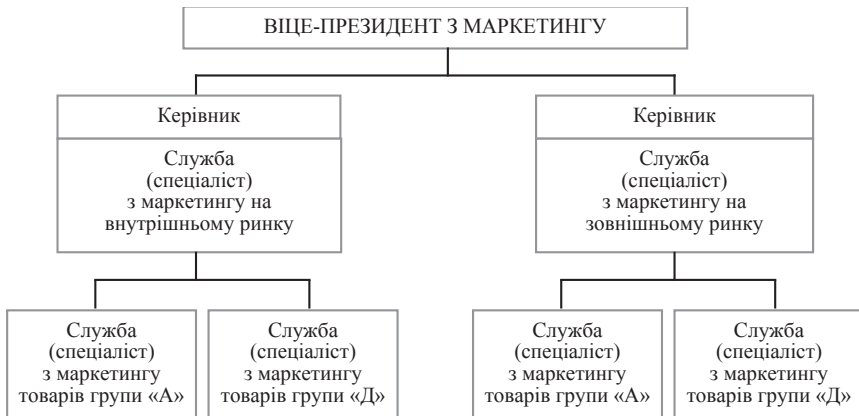 ВІЦЕ-ПРЕЗИДЕНТ З МАРКЕТИНГУ
Керівник
Служба
(спеціаліст)
з маркетингу на
внутрішньому ринку
Керівник
Служба
(спеціаліст)
з маркетингу на
зовнішньому ринку
Служба
(спеціаліст)
з маркетингу
товарів групи «А»
Служба
(спеціаліст)
з маркетингу
товарів групи «Д»
Служба
(спеціаліст)
з маркетингу
товарів групи «А»
Служба
(спеціаліст)
з маркетингу
товарів групи «Д»